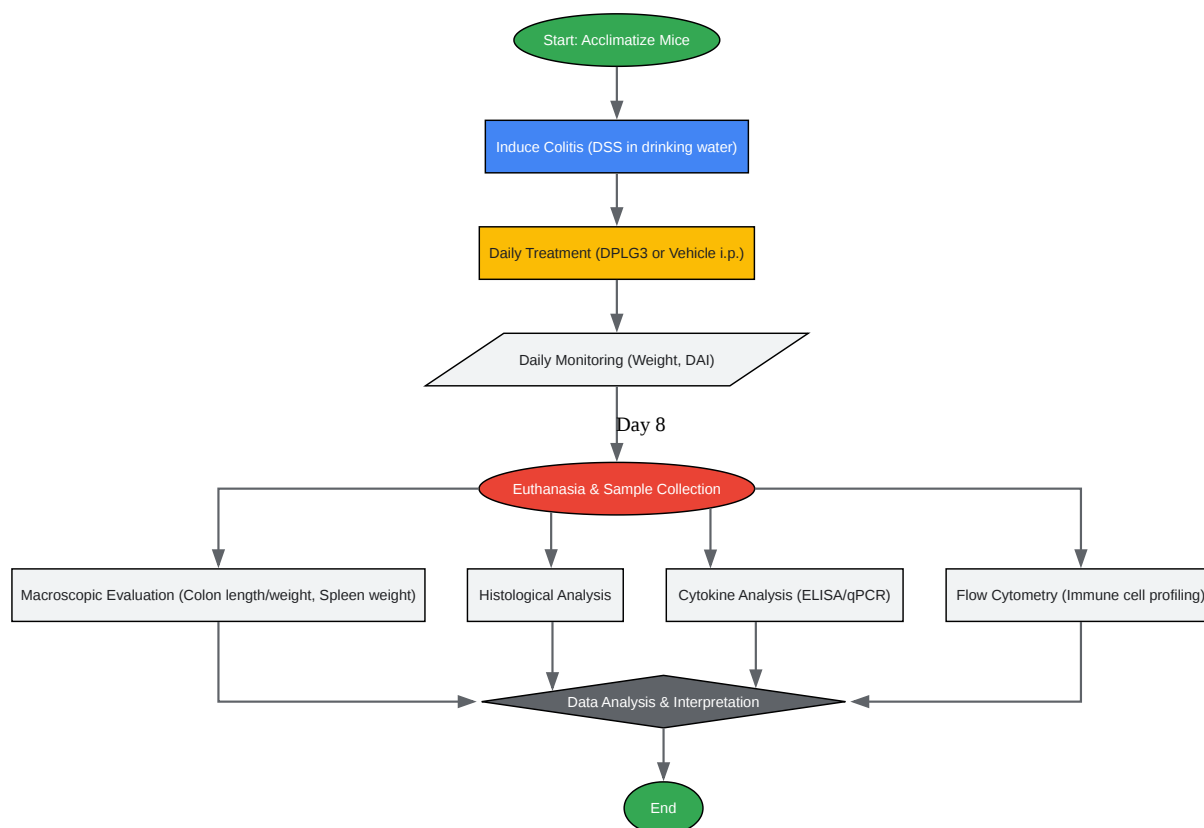 Start: Acclimatize Mice
Induce Colitis (DSS in drinking water)
Daily Treatment (DPLG3 or Vehicle i.p.)
Daily Monitoring (Weight, DAI)
Day 8
Euthanasia & Sample Collection
Macroscopic Evaluation (Colon length/weight, Spleen weight)
Histological Analysis
Cytokine Analysis (ELISA/qPCR)
Flow Cytometry (Immune cell profiling)
Data Analysis & Interpretation
End